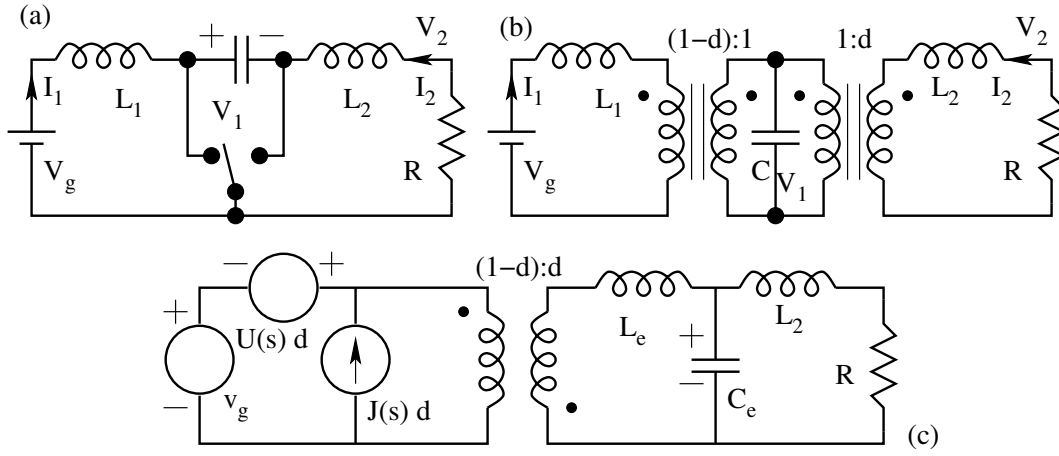 (a)
+ −
V2
I1
L1
V1
L2
I2
Vg
R
(b)
(1−d):1
1:d
V2
I1
L1
L2
I2
Vg
C
V1
R
− +
(1−d):d
+
U(s) d
Le
L2
+
−
vg
J(s) d
−
Ce
R
(c)